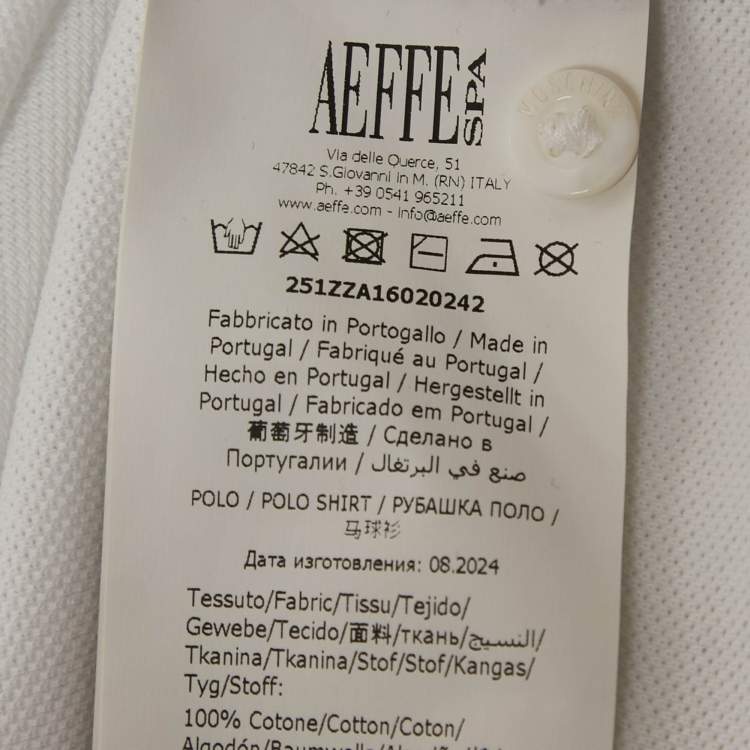 AEFFE SPA
MOSCHINO
Via delle Querce, 51
47842 S.Giovanni in M. (RN) ITALY
Ph. +39 0541 965211
www.aeffe.com - info@aeffe.com
251ZZA16020242
Fabbricato in Portogallo / Made in
Portugal / Fabriqué au Portugal /
Hecho en Portugal / Hergestellt in
Portugal / Fabricado em Portugal /
葡萄牙制造 / Сделано в
Португалии / صنع في البرتغال
POLO / POLO SHIRT / РУБАШКА ПОЛО /
马球衫
Дата изготовления: 08.2024
Tessuto/Fabric/Tissu/Tejido/
Gewebe/Tecido/面料/ткань/النسيج/
Tkanina/Tkanina/Stof/Stof/Kangas/
Tyg/Stoff:
100% Cotone/Cotton/Coton/
Algodón/Baumwolle/